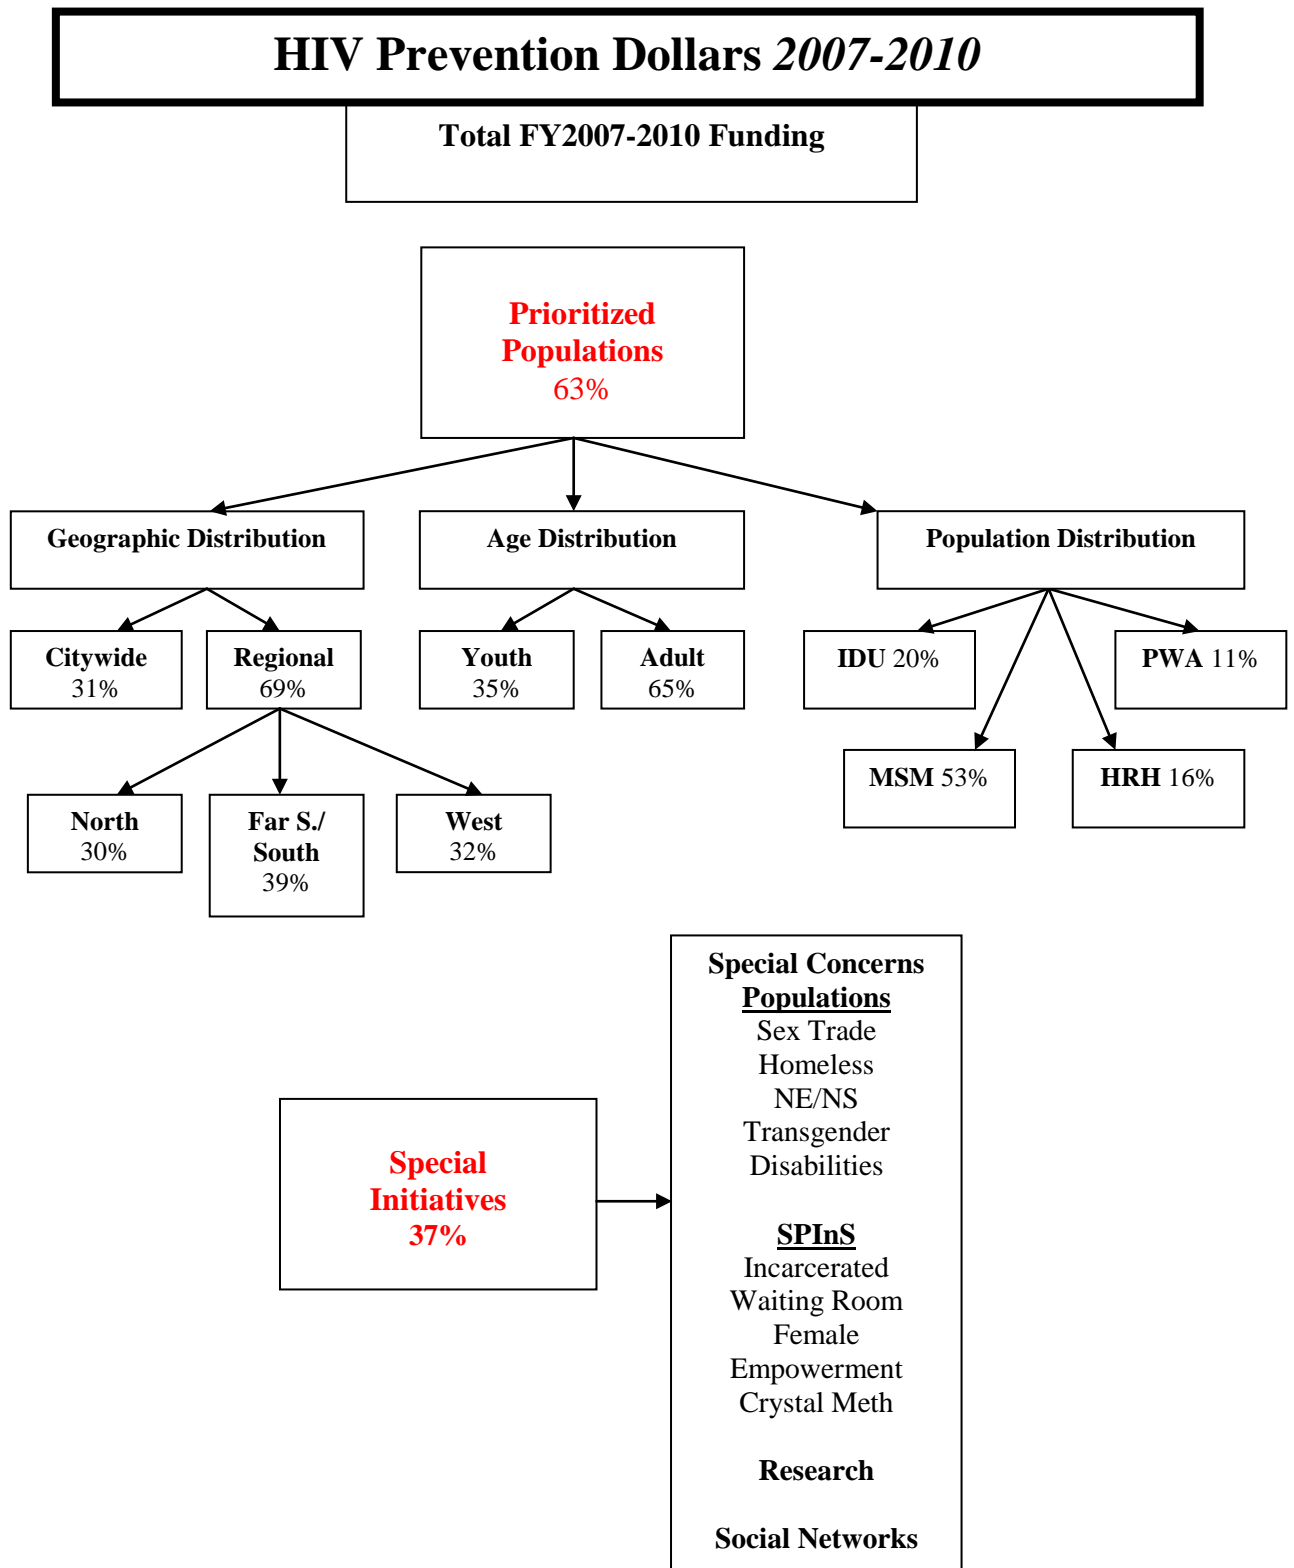 HIV Prevention Dollars 2007-2010
Total FY2007-2010 Funding
Prioritized
Populations
63%
Geographic Distribution
Age Distribution
Population Distribution
Citywide
31%
Regional
69%
Youth
35%
Adult
65%
IDU 20%
PWA 11%
MSM 53%
HRH 16%
North
30%
Far S./
South
39%
West
32%
Special Concerns
Populations
Sex Trade
Homeless
NE/NS
Transgender
Disabilities
Special
Initiatives
37%
SPInS
Incarcerated
Waiting Room
Female
Empowerment
Crystal Meth
Research
Social Networks